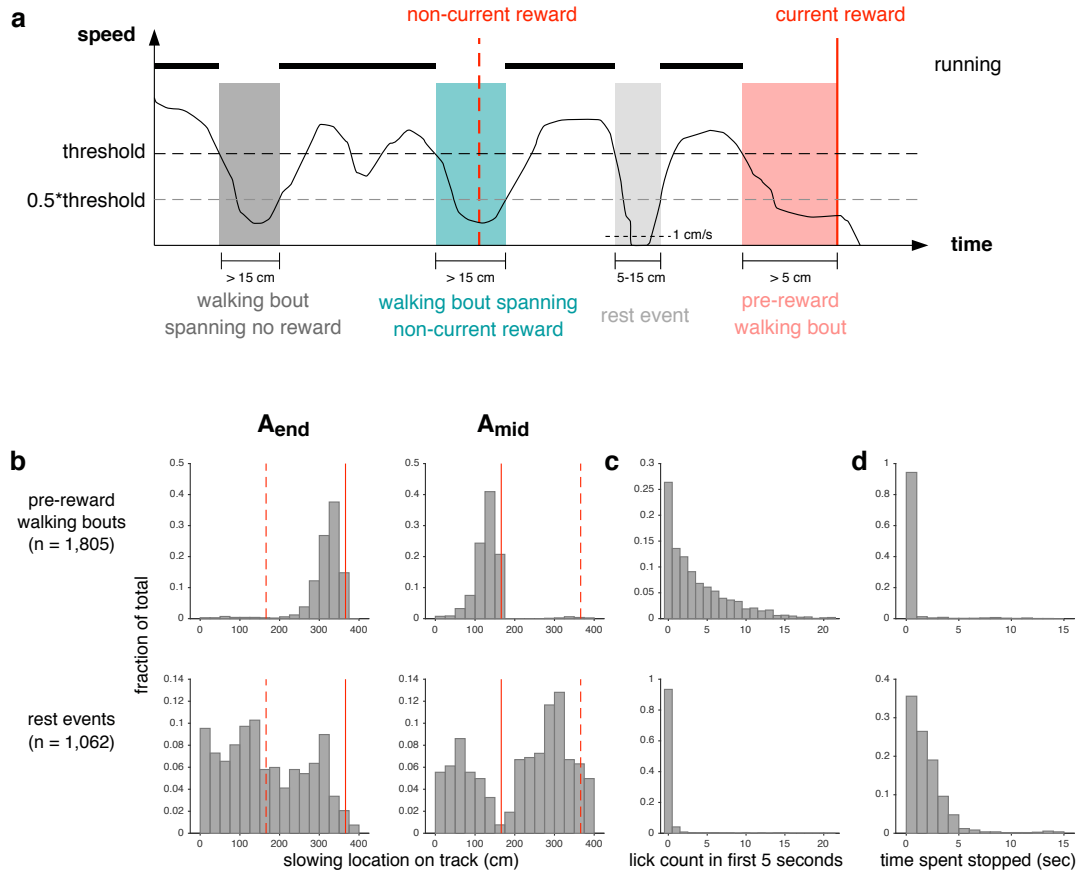 a
speed
non-current reward
current reward
running
threshold
0.5*threshold
1 cm/s
time
> 15 cm
> 15 cm
5-15 cm
> 5 cm
walking bout
spanning no reward
walking bout spanning
non-current reward
rest event
pre-reward
walking bout
A end
A mid
b
c
d
pre-reward
walking bouts
(n = 1,805)
fraction of total
0.5
0.4
0.3
0.2
0.1
0
0 100 200 300 400
0.5
0.4
0.3
0.2
0.1
0
0 100 200 300 400
0.3
0.25
0.2
0.15
0.1
0.05
0
0 5 10 15 20
1
0.8
0.6
0.4
0.2
0
0 5 10 15
rest events
(n = 1,062)
0.14
0.12
0.1
0.08
0.06
0.04
0.02
0
0 100 200 300 400
0.14
0.12
0.1
0.08
0.06
0.04
0.02
0
0 100 200 300 400
1
0.8
0.6
0.4
0.2
0
0 5 10 15 20
0.4
0.3
0.2
0.1
0
0 5 10 15
slowing location on track (cm)
lick count in first 5 seconds
time spent stopped (sec)